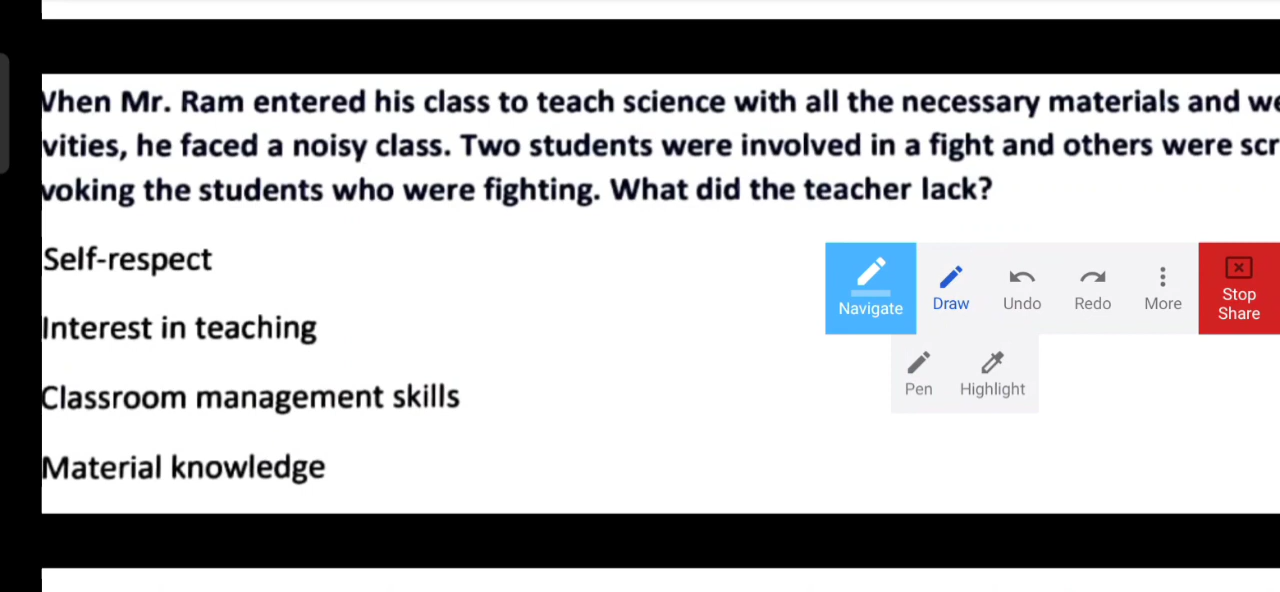 When Mr. Ram entered his class to teach science with all the necessary materials and
vities, he faced a noisy class. Two students were involved in a fight and others were
voking the students who were fighting. What did the teacher lack?
Self-respect
Interest in teaching
Classroom management skills
Material knowledge
Navigate
Draw
Undo
Redo
More
Stop
Share
Pen
Highlight